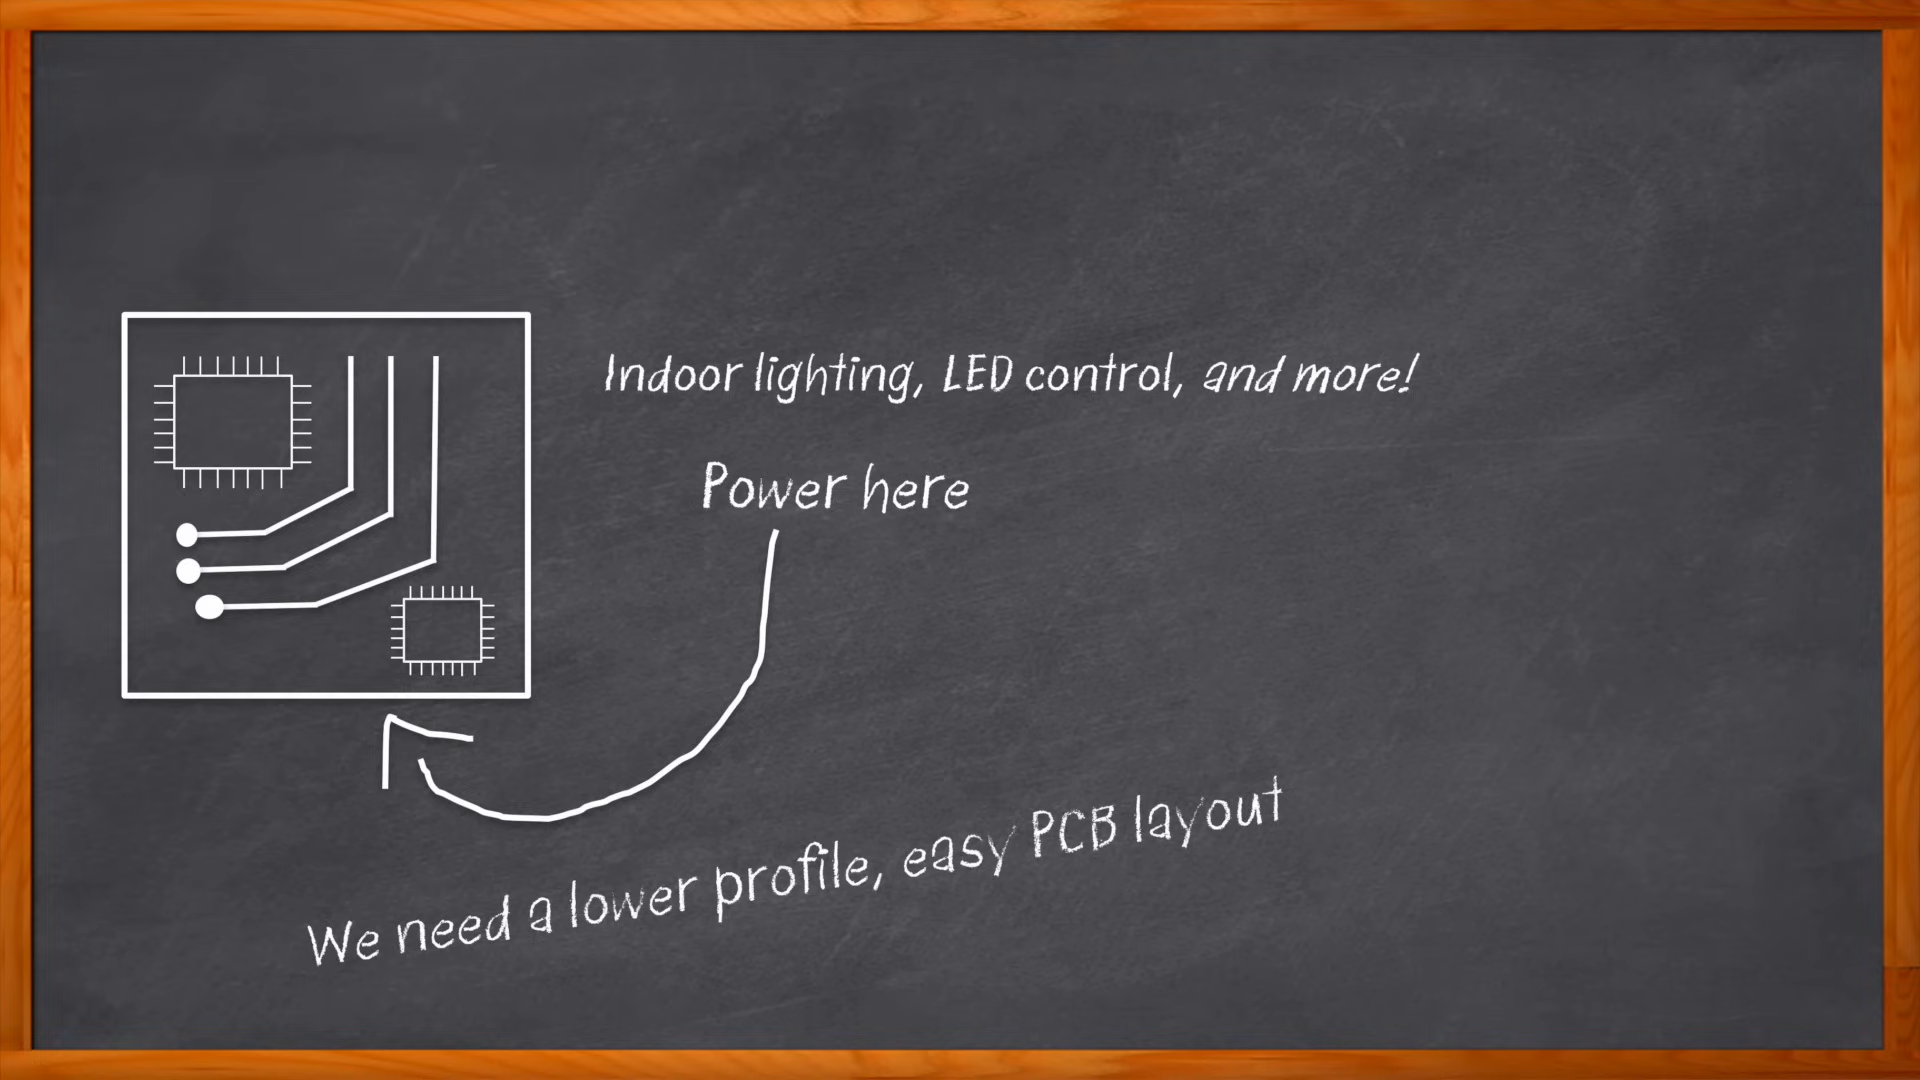 Indoor lighting, LED control, and more!
Power here
We need a lower profile, easy PCB layout